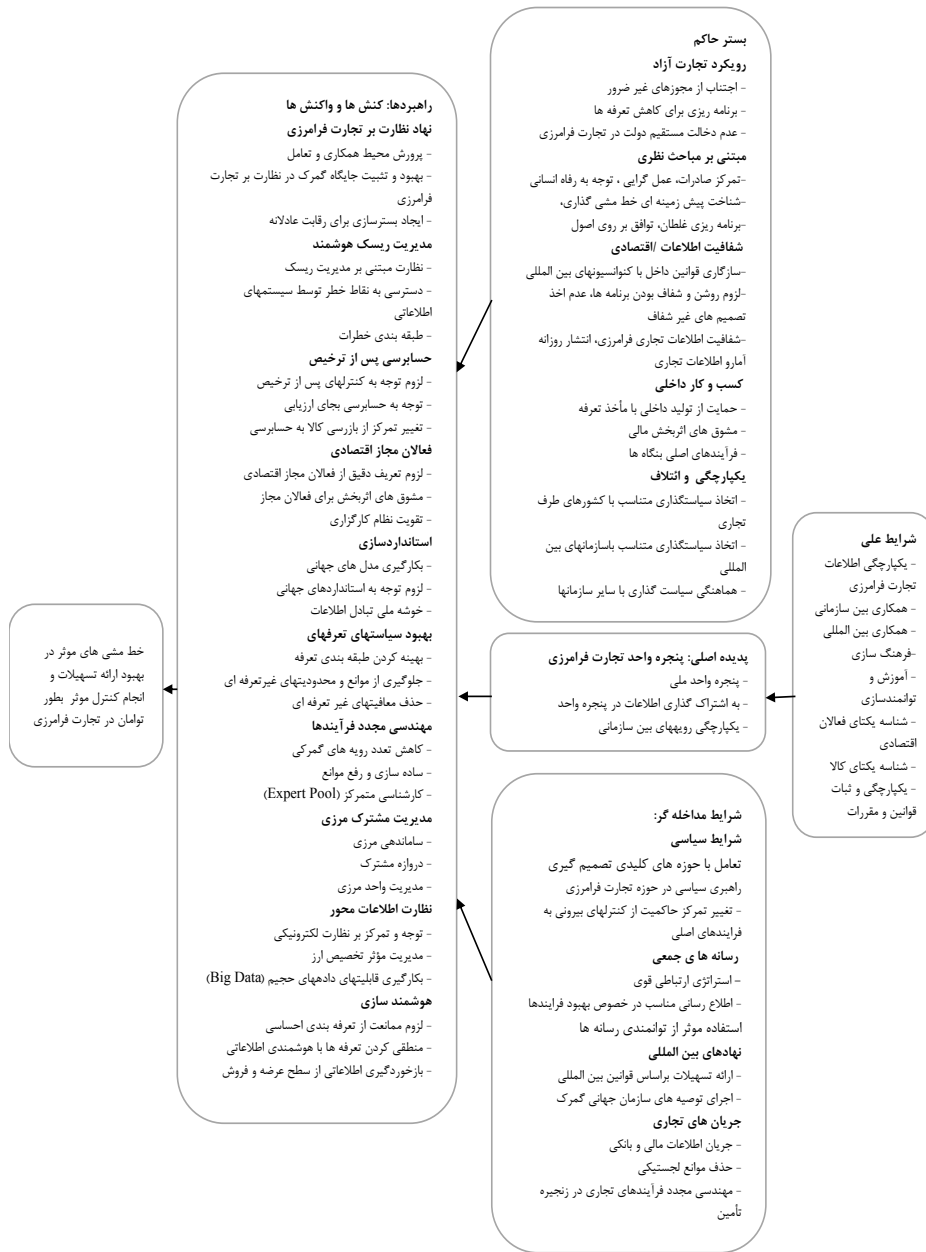 بستر حاکم
رویکرد تجارت آزاد
- اجتناب از مجوزهای غیر ضرور
- برنامه ریزی برای کاهش تعرفه ها
- عدم دخالت مستقیم دولت در تجارت فرامرزی
مبتنی بر مباحث نظری
-تمرکز صادرات، عمل گرایی ، توجه به رفاه انسانی
-شناخت پیش زمینه ای خط مشی گذاری،
-برنامه ریزی غلطان، توافق بر روی اصول
شفافیت اطلاعات /اقتصادی
-سازگاری قوانین داخل با کنوانسیونهای بین المللی
-لزوم روشن و شفاف بودن برنامه ها، عدم اخذ
تصمیم های غیر شفاف
-شفافیت اطلاعات تجاری فرامرزی، انتشار روزانه
آمارو اطلاعات تجاری
کسب و کار داخلی
- حمایت از تولید داخلی با مأخذ تعرفه
- مشوق های اثربخش مالی
- فرآیندهای اصلی بنگاه ها
یکپارچگی و ائتلاف
- اتخاذ سیاستگذاری متناسب با کشورهای طرف
تجاری
- اتخاذ سیاستگذاری متناسب باسازمانهای بین
المللی
- هماهنگی سیاست گذاری با سایر سازمانها
راهبردها: کنش ها و واکنش ها
نهاد نظارت بر تجارت فرامرزی
- پرورش محیط همکاری و تعامل
- بهبود و تثبیت جایگاه گمرک در نظارت بر تجارت
فرامرزی
- ایجاد بسترسازی برای رقابت عادلانه
مدیریت ریسک هوشمند
- نظارت مبتنی بر مدیریت ریسک
- دسترسی به نقاط خطر توسط سیستمهای
اطلاعاتی
- طبقه بندی خطرات
حسابرسی پس از ترخیص
- لزوم توجه به کنترلهای پس از ترخیص
- توجه به حسابرسی بجای ارزیابی
- تغییر تمرکز از بازرسی کالا به حسابرسی
فعالان مجاز اقتصادی
- لزوم تعریف دقیق از فعالان مجاز اقتصادی
- مشوق های اثربخش برای فعالان مجاز
- تقویت نظام کارگزاری
استانداردسازی
- بکارگیری مدل های جهانی
- لزوم توجه به استانداردهای جهانی
- خوشه ملی تبادل اطلاعات
بهبود سیاستهای تعرفهای
- بهینه کردن طبقه بندی تعرفه
- جلوگیری از موانع و محدودیتهای غیرتعرفه ای
- حذف معافیتهای غیر تعرفه ای
مهندسی مجدد فرآیندها
- کاهش تعدد رویه های گمرکی
- ساده سازی و رفع موانع
- کارشناسی متمرکز (Expert Pool)
مدیریت مشترک مرزی
- ساماندهی مرزی
- دروازه مشترک
- مدیریت واحد مرزی
نظارت اطلاعات محور
- توجه و تمرکز بر نظارت لکترونیکی
- مدیریت مؤثر تخصیص ارز
- بکارگیری قابلیتهای دادههای حجیم (Big Data)
هوشمند سازی
- لزوم ممانعت از تعرفه بندی احساسی
- منطقی کردن تعرفه ها با هوشمندی اطلاعاتی
- بازخوردگیری اطلاعاتی از سطح عرضه و فروش
شرایط علی
- یکپارچگی اطلاعات
تجارت فرامرزی
- همکاری بین سازمانی
- همکاری بین المللی
-فرهنگ سازی
- آموزش و
توانمندسازی
- شناسه یکتای فعالان
اقتصادی
- شناسه یکتای کالا
- یکپارچگی و ثبات
قوانین و مقررات
پدیده اصلی: پنجره واحد تجارت فرامرزی
- پنجره واحد ملی
- به اشتراک گذاری اطلاعات در پنجره واحد
- یکپارچگی رویههای بین سازمانی
خط مشی های موثر در
بهبود ارائه تسهیلات و
انجام کنترل موثر بطور
توامان در تجارت فرامرزی
شرایط مداخله گر:
شرایط سیاسی
تعامل با حوزه های کلیدی تصمیم گیری
راهبری سیاسی در حوزه تجارت فرامرزی
- تغییر تمرکز حاکمیت از کنترلهای بیرونی به
فرایندهای اصلی
رسانه ها ی جمعی
- استراتژی ارتباطی قوی
- اطلاع رسانی مناسب در خصوص بهبود فرایندها
استفاده موثر از توانمندی رسانه ها
نهادهای بین المللی
- ارائه تسهیلات براساس قوانین بین المللی
- اجرای توصیه های سازمان جهانی گمرک
جریان های تجاری
- جریان اطلاعات مالی و بانکی
- حذف موانع لجستیکی
- مهندسی مجدد فرآیندهای تجاری در زنجیره
تأمین